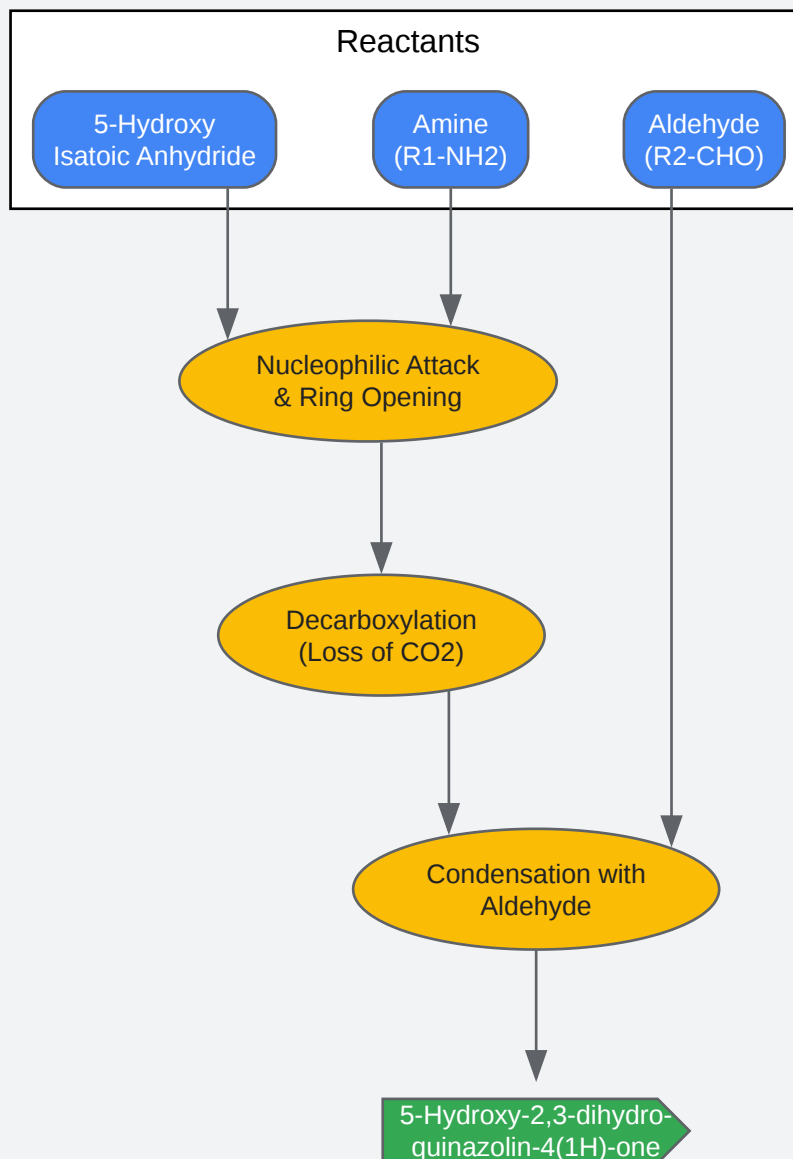 Reactants
5-Hydroxy
Isatoic Anhydride
Amine
(R1-NH2)
Aldehyde
(R2-CHO)
Nucleophilic Attack
& Ring Opening
Decarboxylation
(Loss of CO2)
Condensation with
Aldehyde
5-Hydroxy-2,3-dihydro-
quinazolin-4(1H)-one